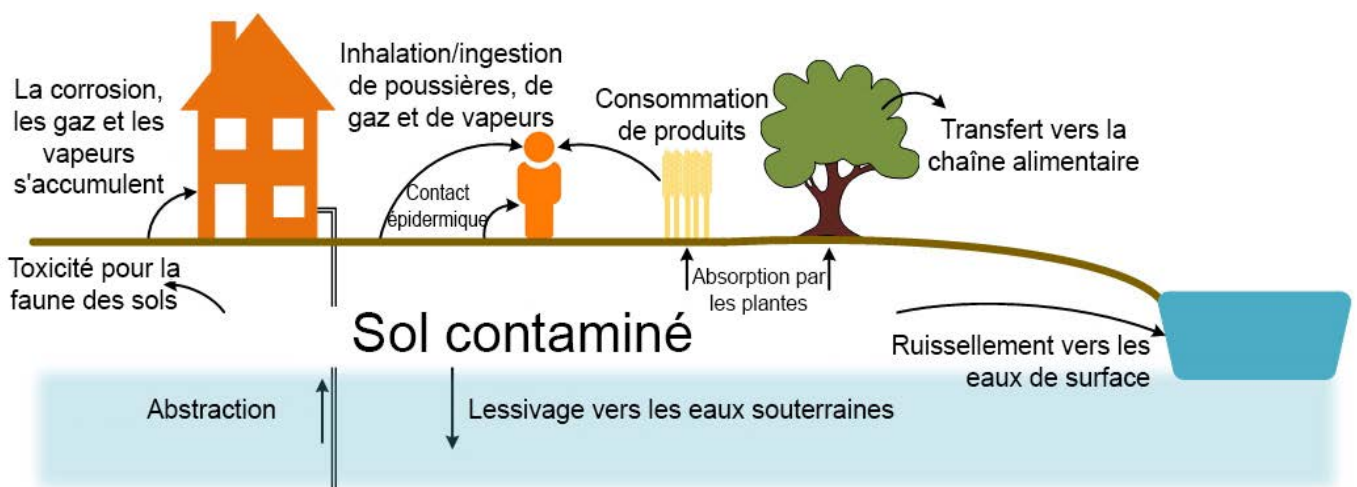 La corrosion,
les gaz et les
vapeurs
s'accumulent
Inhalation/ingestion
de poussières, de
gaz et de vapeurs
Consommation
de produits
Transfert vers la
chaîne alimentaire
Contact
épidermique
Toxicité pour la
faune des sols
Absorption par
les plantes
Sol contaminé
Ruissellement vers les
eaux de surface
Abstraction
Lessivage vers les eaux souterraines